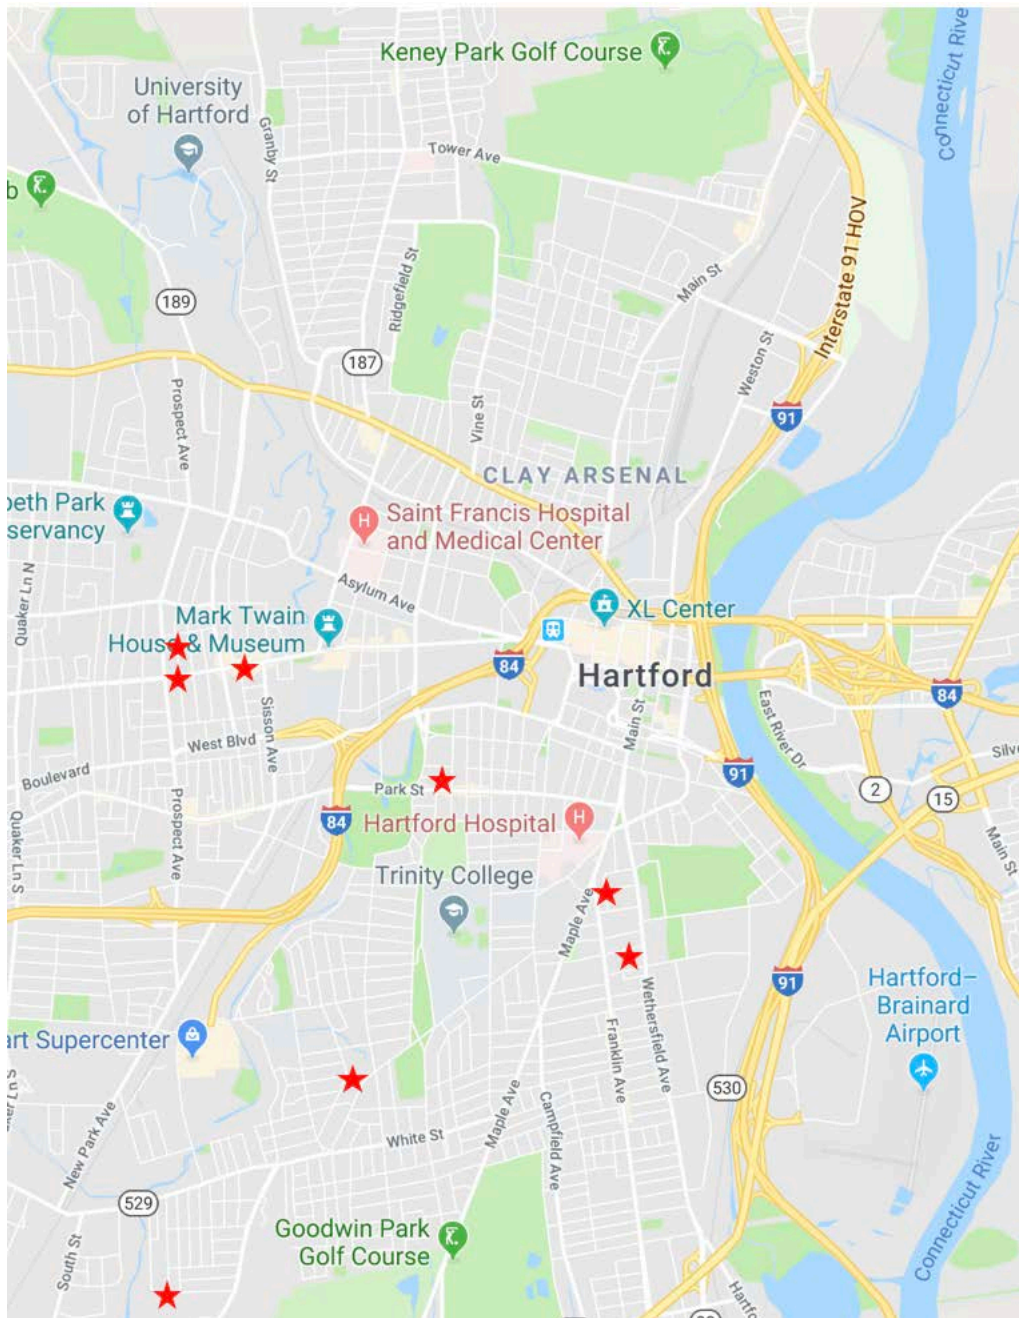 Keney Park Golf Course
Connecticut River
University
of Hartford
Granby St
Tower Ave
b
Interstate 91 HOV
Ridgefield St
Main St
189
187
Weston St
Prospect Ave
Vine St
91
CLAY ARSENAL
beth Park
servancy
Saint Francis Hospital
and Medical Center
Quaker Ln N
Asylum Ave
Mark Twain
House & Museum
XL Center
84
Hartford
84
Sisson Ave
Main St
East River Dr
West Blvd
Boulevard
Silve
91
2
15
Park St
Prospect Ave
84
Hartford Hospital
Quaker Ln S
Main St
Trinity College
Maple Ave
91
Hartford–
Brainard
Airport
Wethersfield Ave
Franklin Ave
art Supercenter
530
New Park Ave
Maple Ave
Campfield Ave
White St
529
Goodwin Park
Golf Course
South St
Connecticut River
Hartfo